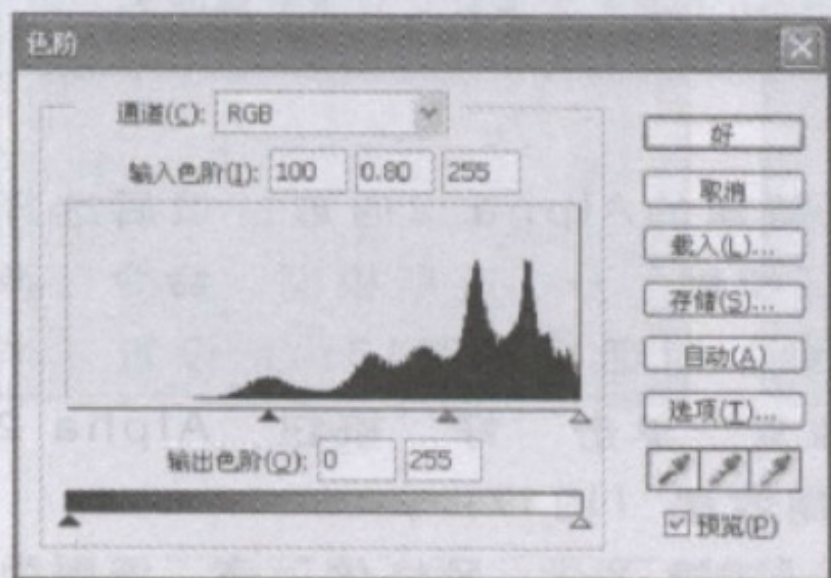 色阶
通道(C): RGB
输入色阶(I): 100 0.80 255
输出色阶(O): 0 255
好
取消
载入(L)...
存储(S)...
自动(A)
选项(T)...
预览(P)